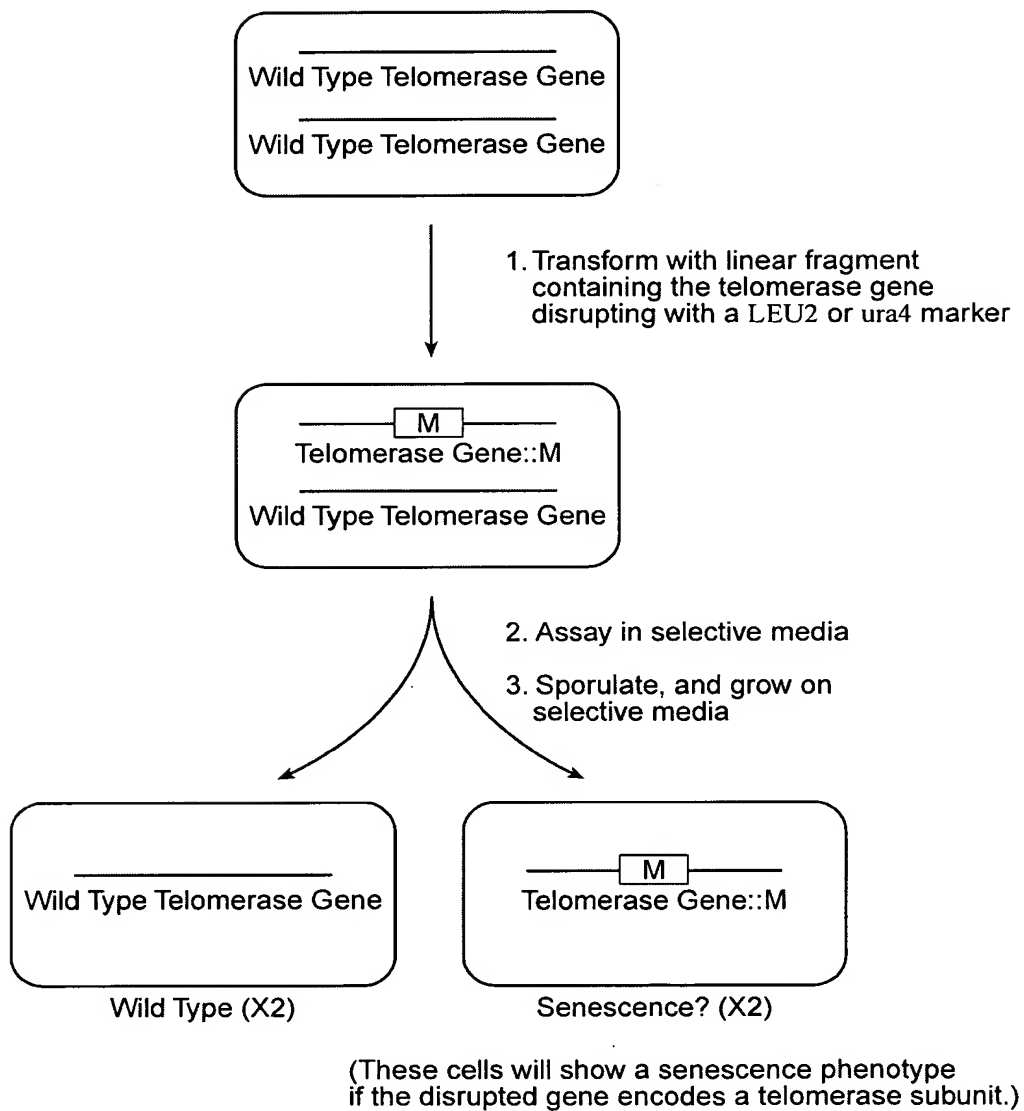 Wild Type Telomerase Gene
Wild Type Telomerase Gene
1. Transform with linear fragment
containing the telomerase gene
disrupting with a LEU2 or ura4 marker
M
Telomerase Gene::M
Wild Type Telomerase Gene
2. Assay in selective media
3. Sporulate, and grow on
selective media
Wild Type Telomerase Gene
Wild Type (X2)
M
Telomerase Gene::M
Senescence? (X2)
(These cells will show a senescence phenotype
if the disrupted gene encodes a telomerase subunit.)